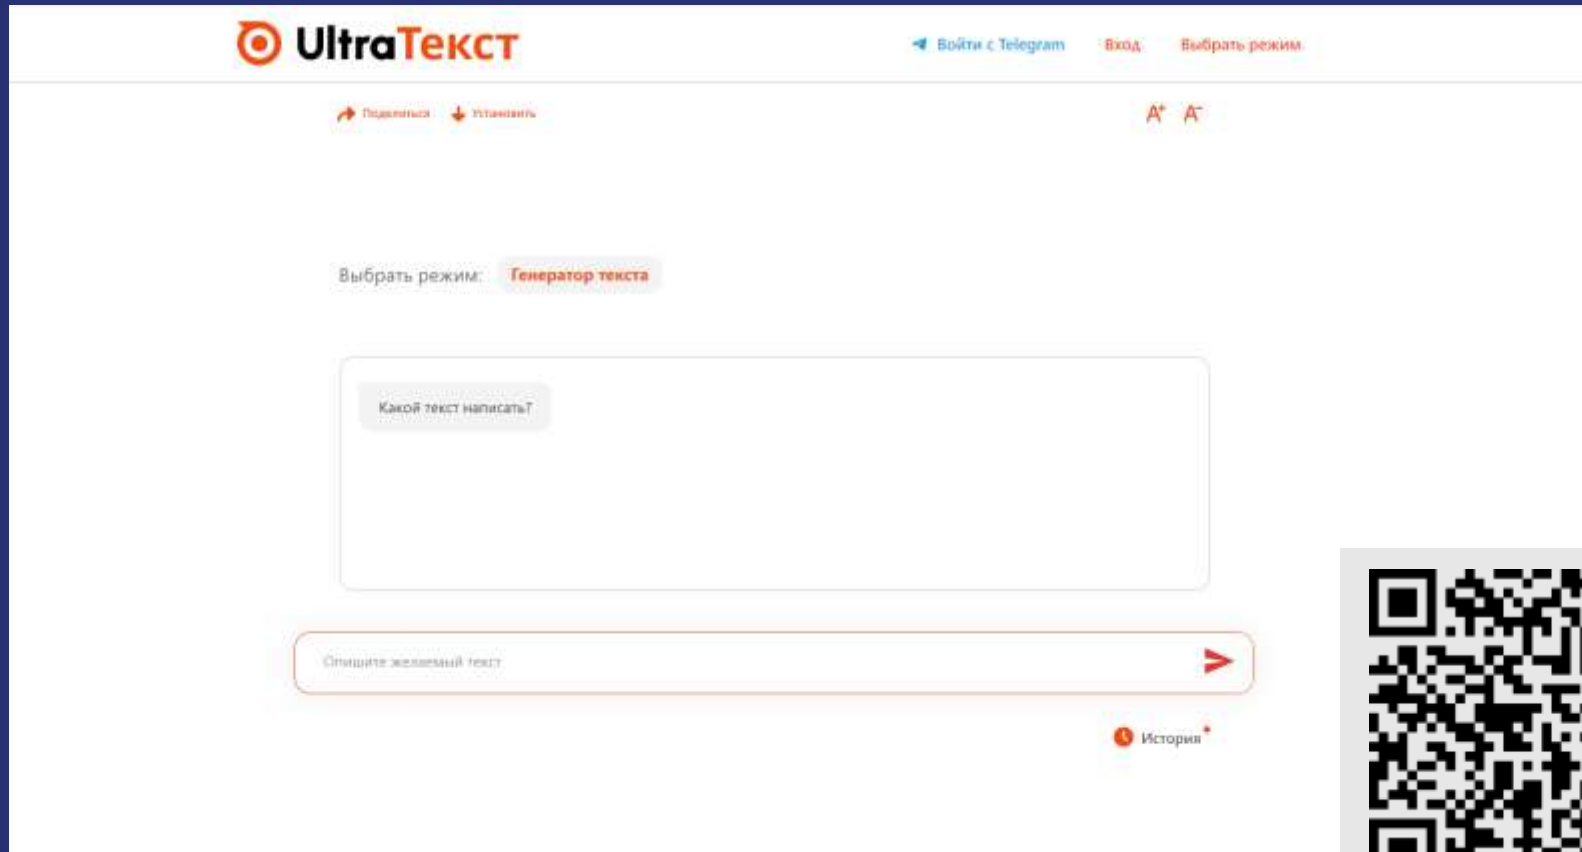 UltraТекст
Войти с Telegram Вход Выбрать режим
Поделиться Установить A+ A-
Выбрать режим: Генератор текста
Какой текст написать?
Опишите желаемый текст
История